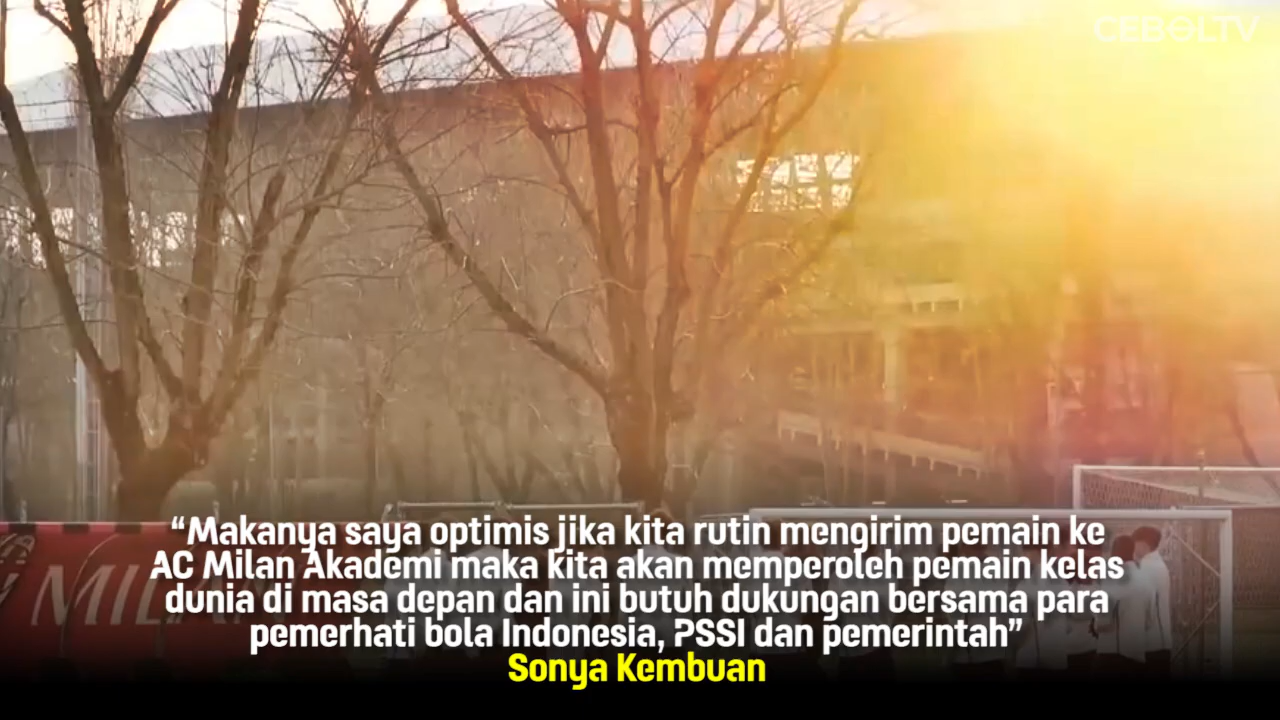 CEBOLTV
“Makanya saya optimis jika kita rutin mengirim pemain ke
AC Milan Akademi maka kita akan memperoleh pemain kelas
dunia di masa depan dan ini butuh dukungan bersama para
pemerhati bola Indonesia, PSSI dan pemerintah”
Sonya Kembuan
MILAN